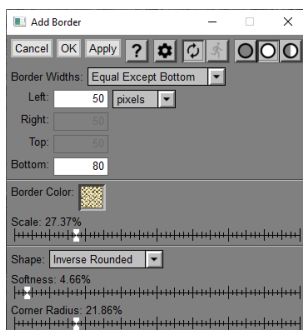 Add Border
Cancel OK Apply ?
Border Widths: Equal Except Bottom
Left: 50 pixels
Right: 50
Top: 50
Bottom: 80
Border Color:
Scale: 27.37%
Shape: Inverse Rounded
Softness: 4.66%
Corner Radius: 21.86%